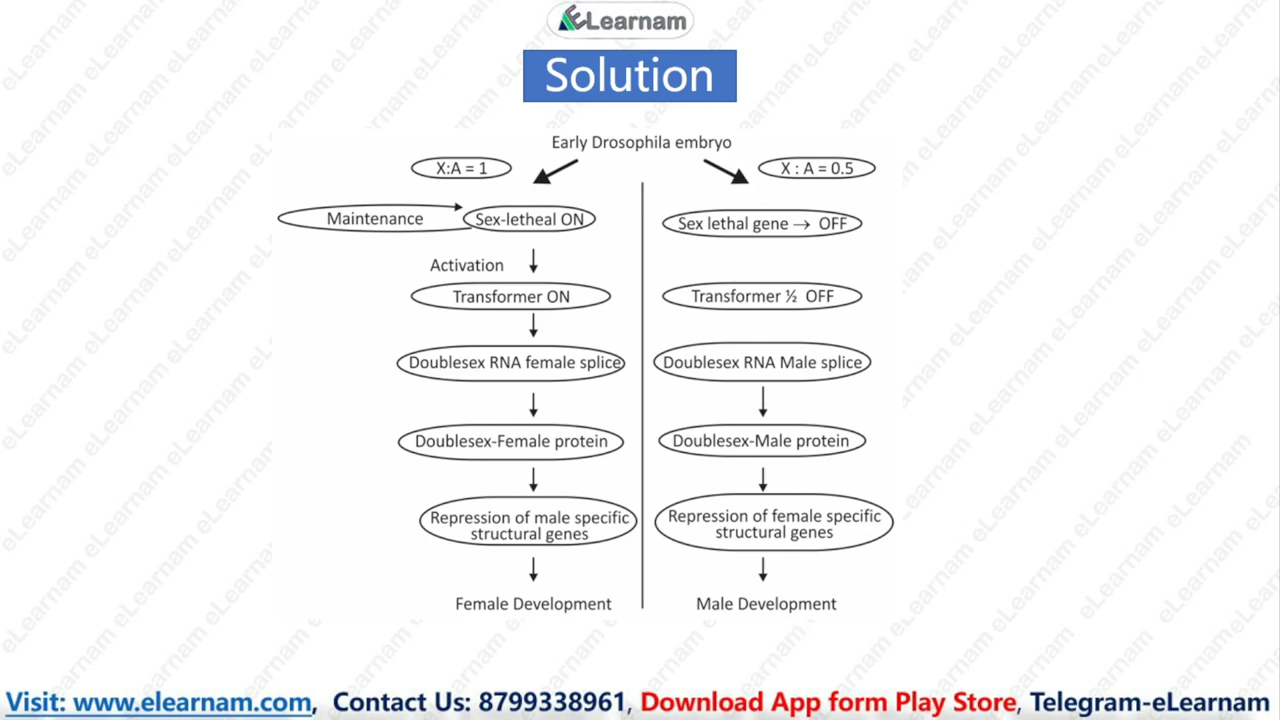 ELearnam
Solution
Early Drosophila embryo
X:A = 1
X : A = 0.5
Maintenance
Sex-letheal ON
Sex lethal gene → OFF
Activation
Transformer ON
Transformer ½ OFF
Doublesex RNA female splice
Doublesex RNA Male splice
Doublesex-Female protein
Doublesex-Male protein
Repression of male specific
structural genes
Repression of female specific
structural genes
Female Development
Male Development
Visit: www.elearnam.com, Contact Us: 8799338961, Download App form Play Store, Telegram-eLearnam